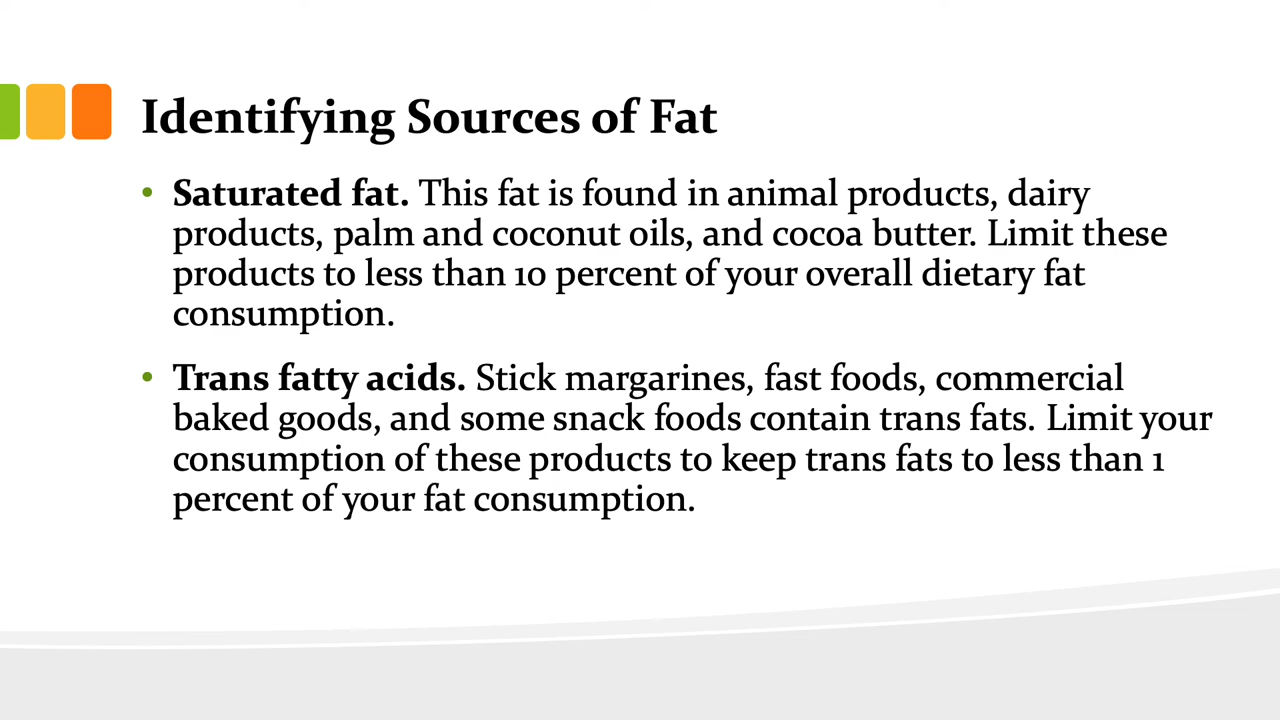 Identifying Sources of Fat
• Saturated fat. This fat is found in animal products, dairy
products, palm and coconut oils, and cocoa butter. Limit these
products to less than 10 percent of your overall dietary fat
consumption.
• Trans fatty acids. Stick margarines, fast foods, commercial
baked goods, and some snack foods contain trans fats. Limit your
consumption of these products to keep trans fats to less than 1
percent of your fat consumption.